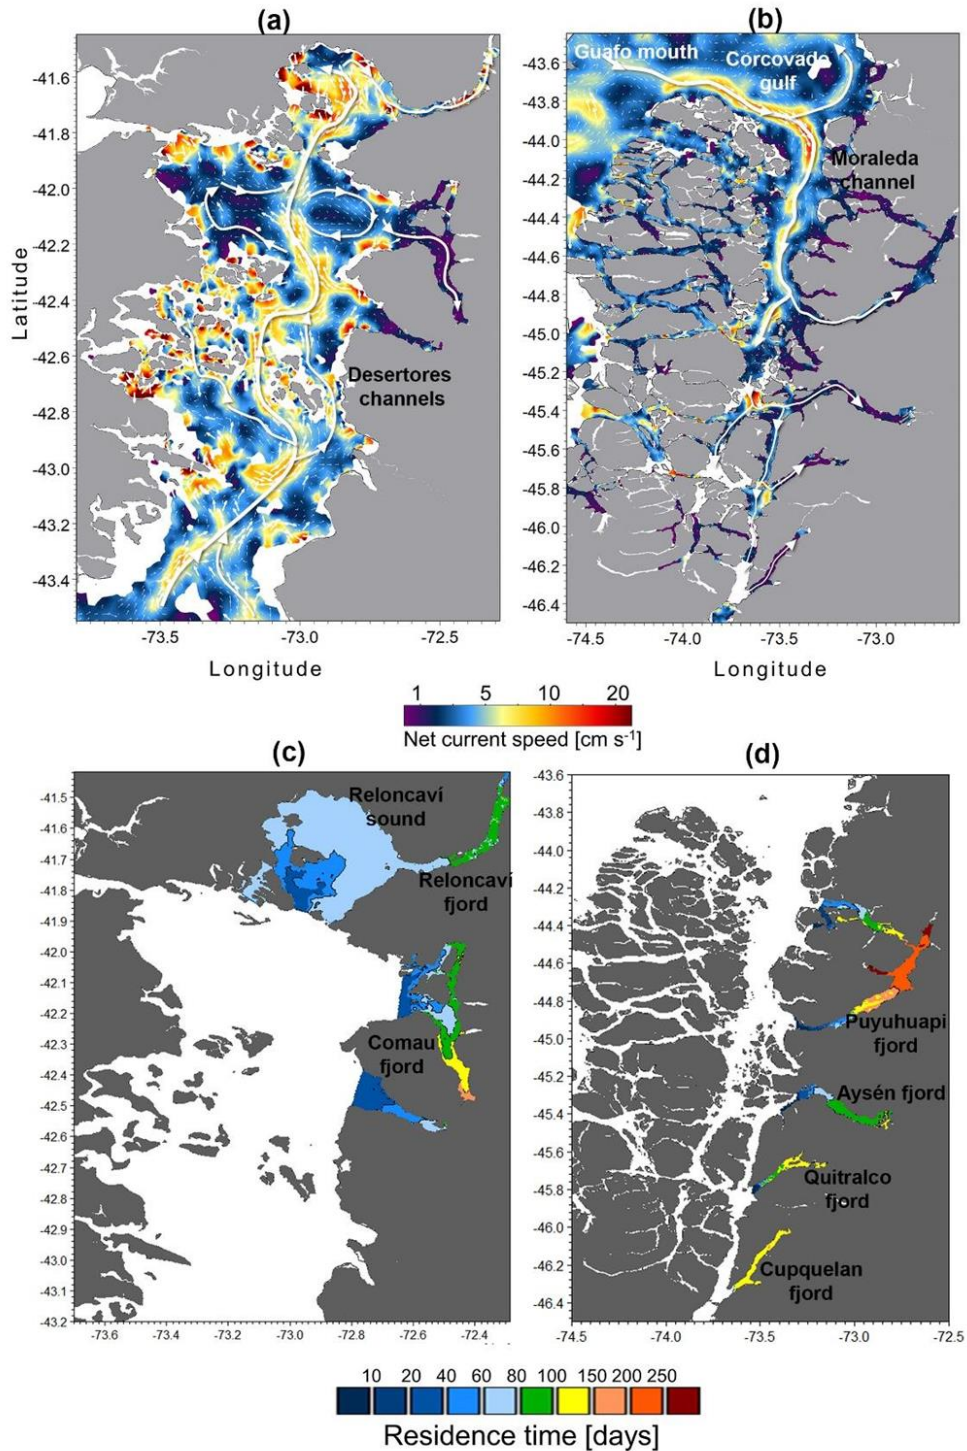 (a)
(b)
-41.6
-41.8
-42.0
-42.2
-42.4
-42.6
-42.8
-43.0
-43.2
-43.4
Latitude
Desertores
channels
-73.5
-73.0
-72.5
Longitude
-43.6
-43.8
-44.0
-44.2
-44.4
-44.6
-44.8
-45.0
-45.2
-45.4
-45.6
-45.8
-46.0
-46.2
-46.4
Guafo mouth
Corcovado
gulf
Moraleda
channel
-74.5
-74.0
-73.5
-73.0
Longitude
1
5
10
20
Net current speed [cm s⁻¹]
(c)
(d)
-41.5
-41.6
-41.7
-41.8
-41.9
-42.0
-42.1
-42.2
-42.3
-42.4
-42.5
-42.6
-42.7
-42.8
-42.9
-43.0
-43.1
-43.2
Reloncaví
sound
Reloncaví
fjord
Comau
fjord
-73.6
-73.4
-73.2
-73.0
-72.8
-72.6
-72.4
-43.6
-43.8
-44.0
-44.2
-44.4
-44.6
-44.8
-45.0
-45.2
-45.4
-45.6
-45.8
-46.0
-46.2
-46.4
Puyuhuapi
fjord
Aysén fjord
Quitralco
fjord
Cupquelan
fjord
-74.5
-74.0
-73.5
-73.0
-72.5
10 20 40 60 80 100 150 200 250
Residence time [days]